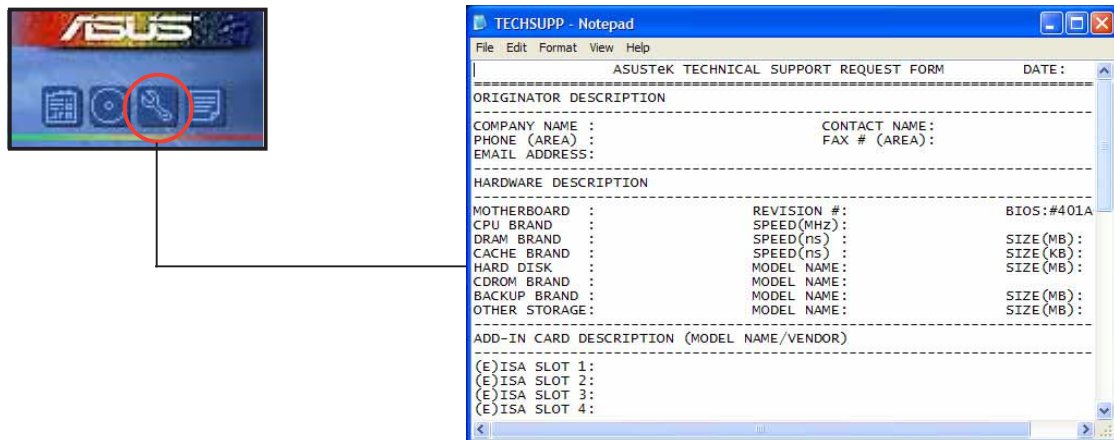 ASUS
TECHSUPP - Notepad
File Edit Format View Help
ASUSTeK TECHNICAL SUPPORT REQUEST FORM DATE:
================================================================================
ORIGINATOR DESCRIPTION
--------------------------------------------------------------------------------
COMPANY NAME : CONTACT NAME:
PHONE (AREA) : FAX # (AREA):
EMAIL ADDRESS:
--------------------------------------------------------------------------------
HARDWARE DESCRIPTION
--------------------------------------------------------------------------------
MOTHERBOARD : REVISION #: BIOS:#401A
CPU BRAND : SPEED(MHz):
DRAM BRAND : SPEED(ns) : SIZE(MB):
CACHE BRAND : SPEED(ns) : SIZE(KB):
HARD DISK : MODEL NAME: SIZE(MB):
CDROM BRAND : MODEL NAME:
BACKUP BRAND : MODEL NAME: SIZE(MB):
OTHER STORAGE: MODEL NAME: SIZE(MB):
--------------------------------------------------------------------------------
ADD-IN CARD DESCRIPTION (MODEL NAME/VENDOR)
--------------------------------------------------------------------------------
(E)ISA SLOT 1:
(E)ISA SLOT 2:
(E)ISA SLOT 3:
(E)ISA SLOT 4: